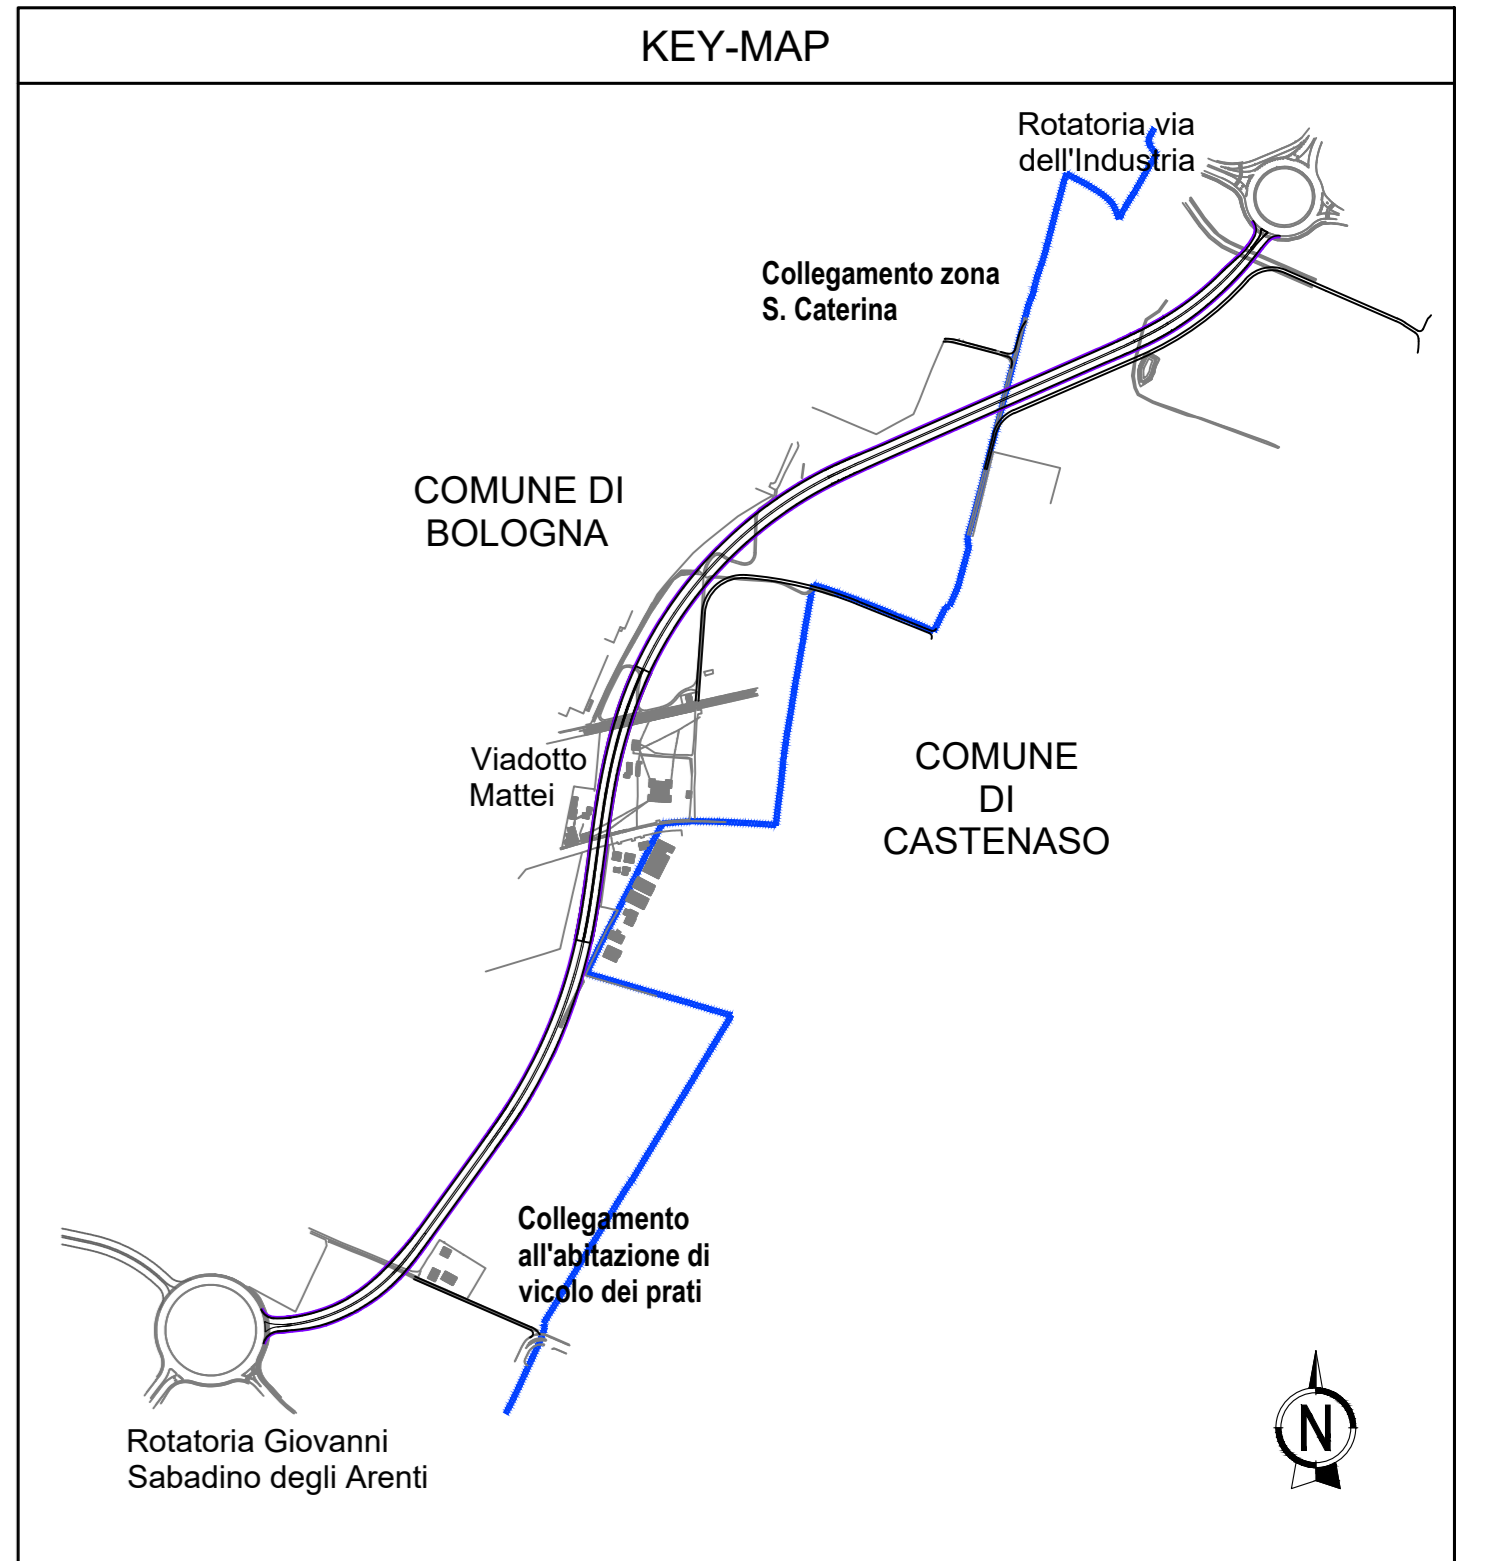 KEY-MAP
Rotatoria via
dell'Industria
Collegamento zona
S. Caterina
COMUNE DI
BOLOGNA
Viadotto
Mattei
COMUNE
DI
CASTENASO
Collegamento
all'abitazione di
vicolo dei prati
Rotatoria Giovanni
Sabadino degli Arenti
N